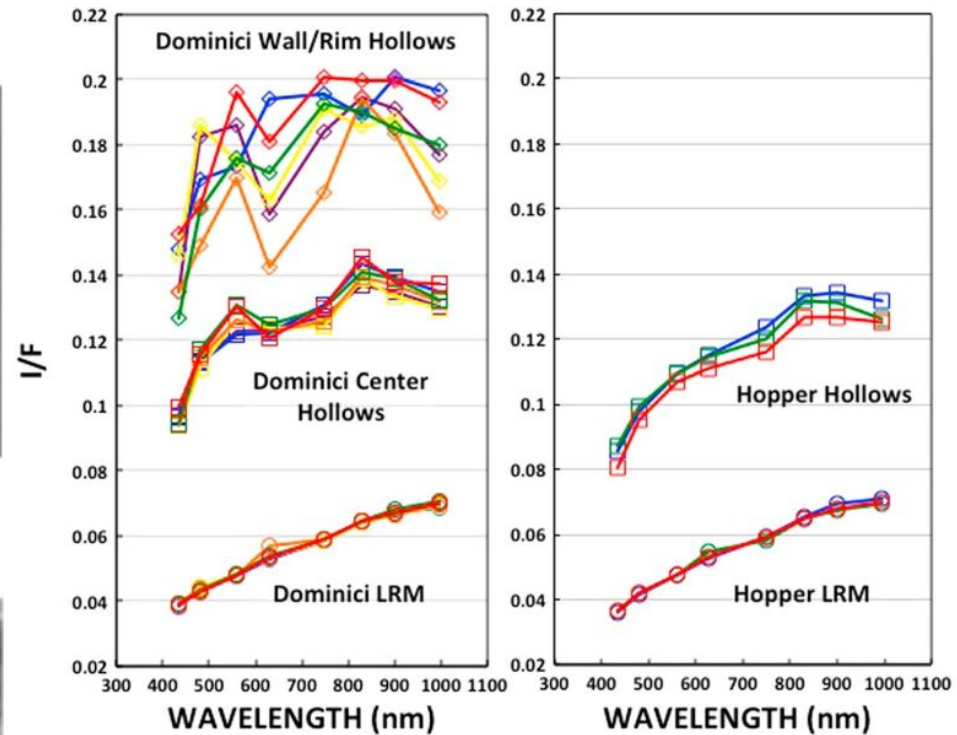 0.22
0.2
0.18
0.16
0.14
0.12
0.1
0.08
0.06
0.04
0.02
I/F
Dominici Wall/Rim Hollows
Dominici Center
Hollows
Dominici LRM
300 400 500 600 700 800 900 1000 1100
WAVELENGTH (nm)
0.22
0.2
0.18
0.16
0.14
0.12
0.1
0.08
0.06
0.04
0.02
Hopper Hollows
Hopper LRM
300 400 500 600 700 800 900 1000 1100
WAVELENGTH (nm)